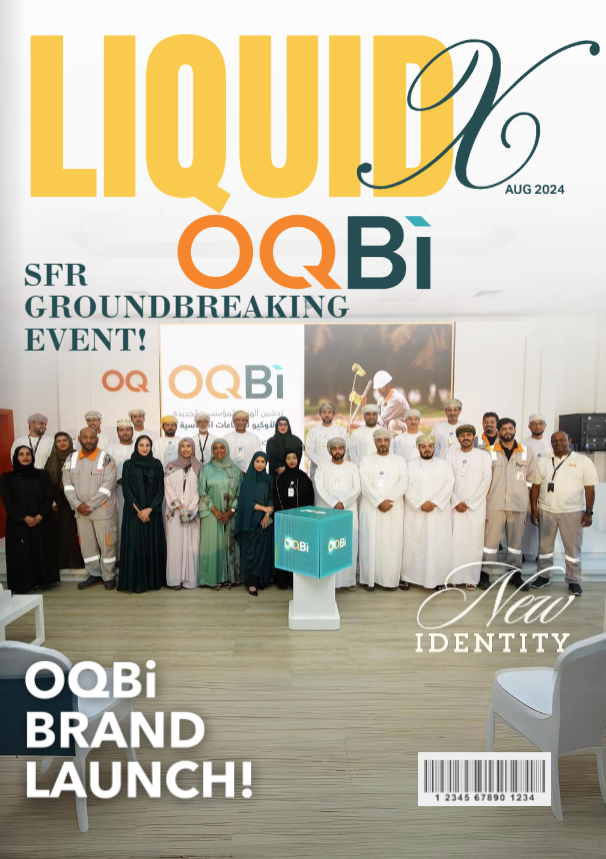 LIQUID X
AUG 2024
OQBi
SFR
GROUNDBREAKING
EVENT!
OQ OQBi
OQBi OQBi
New
IDENTITY
OQBi
BRAND
LAUNCH!
1 2345 67890 1234